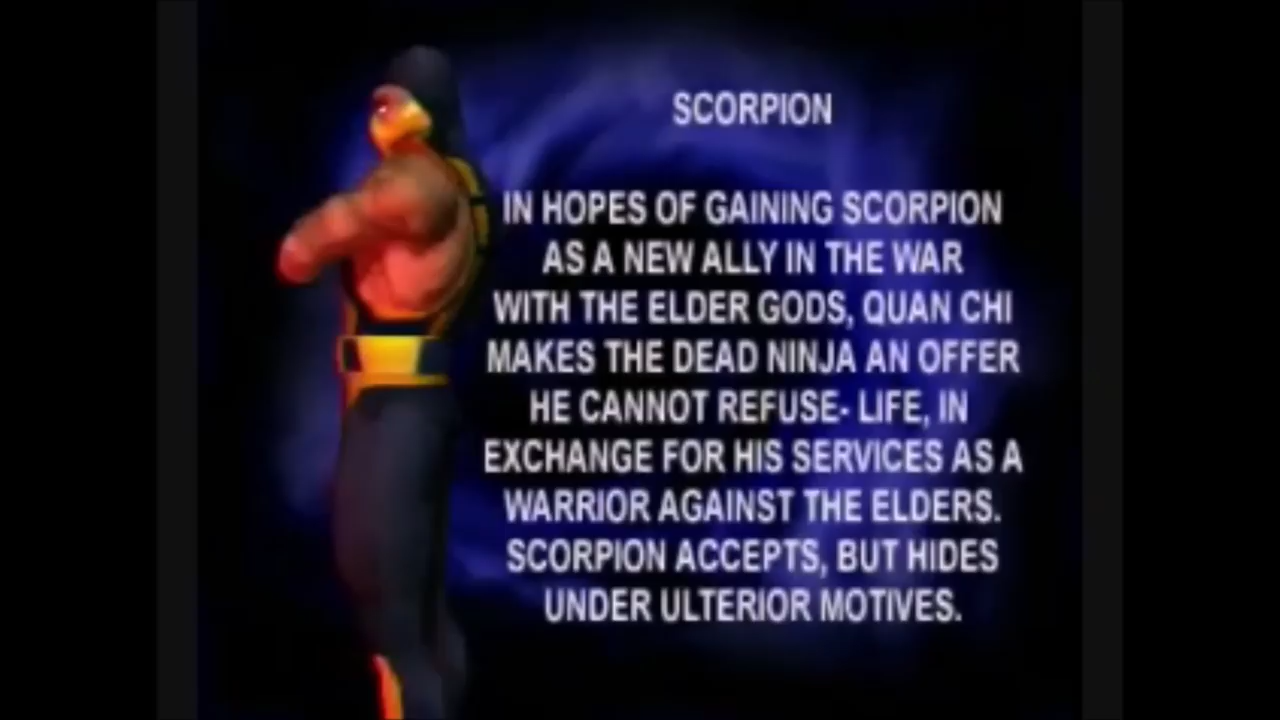 SCORPION
IN HOPES OF GAINING SCORPION
AS A NEW ALLY IN THE WAR
WITH THE ELDER GODS, QUAN CHI
MAKES THE DEAD NINJA AN OFFER
HE CANNOT REFUSE- LIFE, IN
EXCHANGE FOR HIS SERVICES AS A
WARRIOR AGAINST THE ELDERS.
SCORPION ACCEPTS, BUT HIDES
UNDER ULTERIOR MOTIVES.